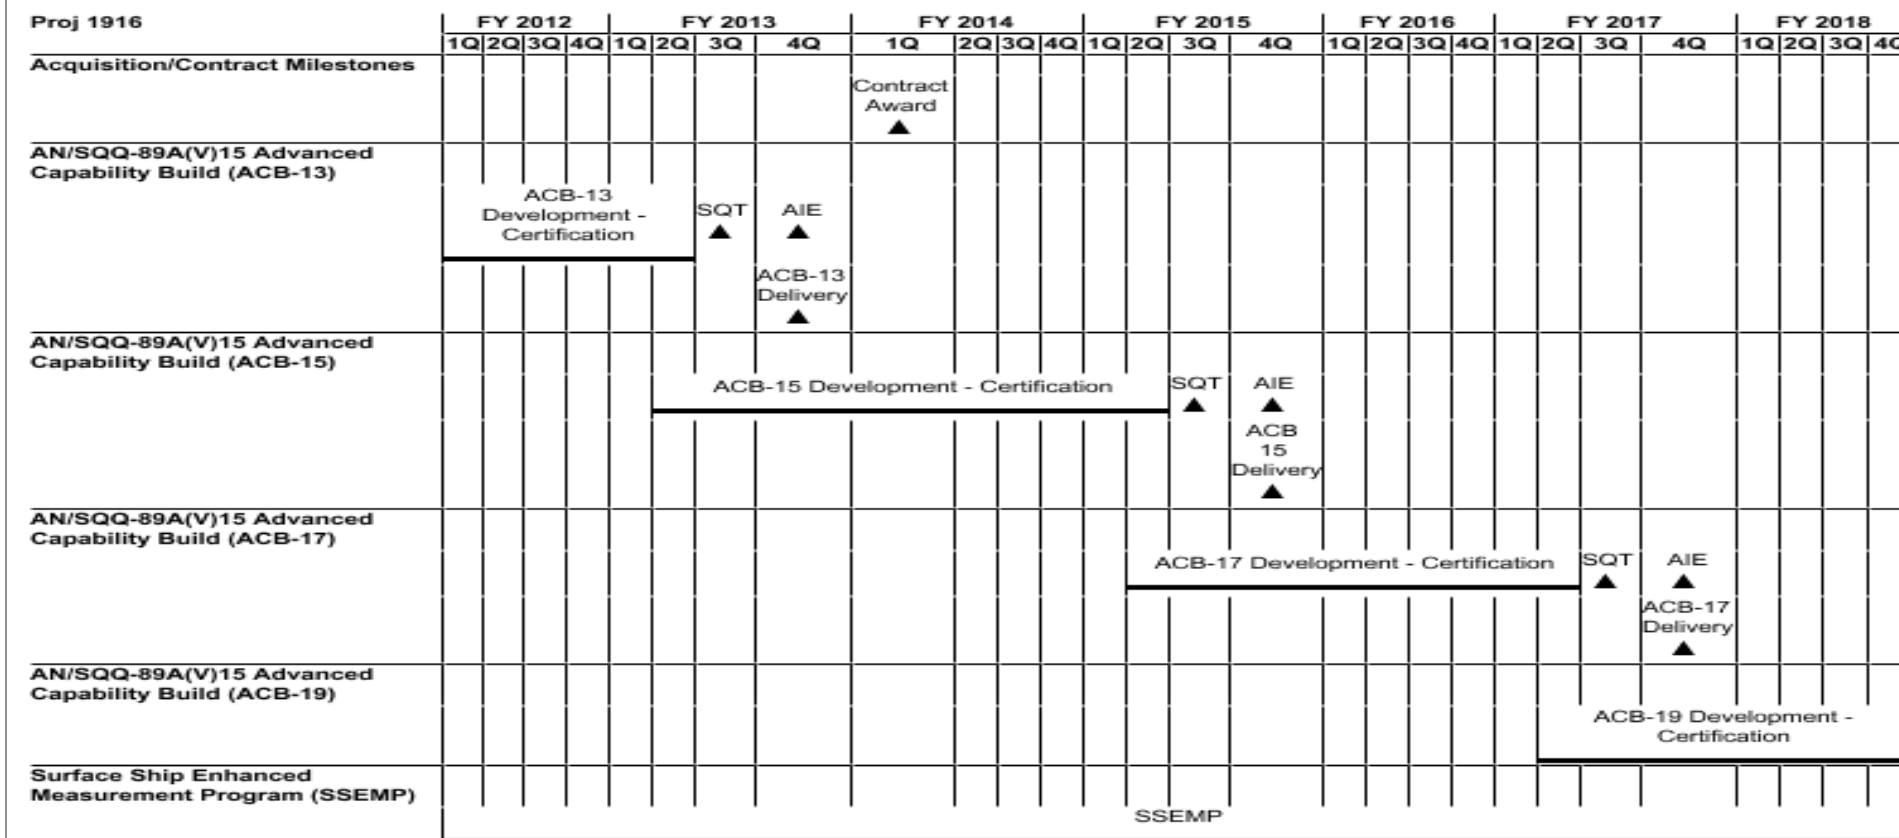 Proj 1916 FY 2012 FY 2013 FY 2014 FY 2015 FY 2016 FY 2017 FY 2018
1Q 2Q 3Q 4Q 1Q 2Q 3Q 4Q 1Q 2Q 3Q 4Q 1Q 2Q 3Q 4Q 1Q 2Q 3Q 4Q 1Q 2Q 3Q 4Q 1Q 2Q 3Q 4Q
Acquisition/Contract Milestones
Contract
Award
AN/SQQ-89A(V)15 Advanced
Capability Build (ACB-13)
ACB-13
Development -
Certification
SQT
AIE
ACB-13
Delivery
AN/SQQ-89A(V)15 Advanced
Capability Build (ACB-15)
ACB-15 Development - Certification
SQT
AIE
ACB
15
Delivery
AN/SQQ-89A(V)15 Advanced
Capability Build (ACB-17)
ACB-17 Development - Certification
SQT
AIE
ACB-17
Delivery
AN/SQQ-89A(V)15 Advanced
Capability Build (ACB-19)
ACB-19 Development -
Certification
Surface Ship Enhanced
Measurement Program (SSEMP)
SSEMP